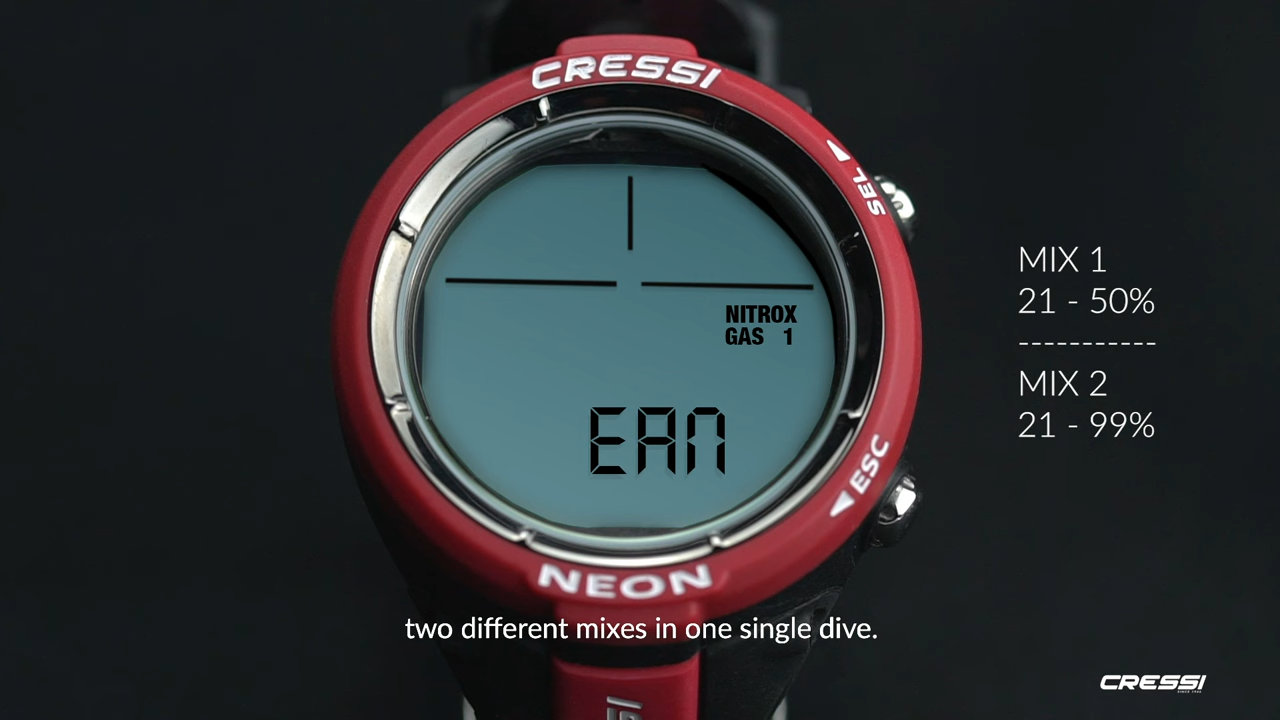 CRESSI
SEL
NITROX
GAS 1
EAN
ESC
NEON
MIX 1
21 - 50%
-----------
MIX 2
21 - 99%
two different mixes in one single dive.
CRESSI